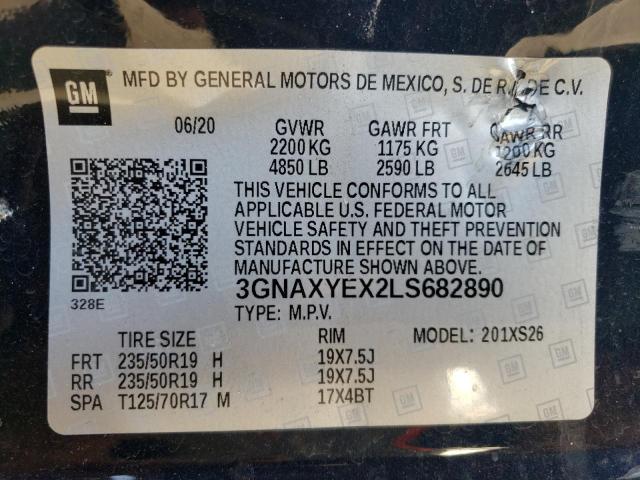 GM MFD BY GENERAL MOTORS DE MEXICO, S. DE R.L. DE C.V.
06/20 GVWR GAWR FRT GAWR RR
2200 KG 1175 KG 1200 KG
4850 LB 2590 LB 2645 LB
THIS VEHICLE CONFORMS TO ALL
APPLICABLE U.S. FEDERAL MOTOR
VEHICLE SAFETY AND THEFT PREVENTION
STANDARDS IN EFFECT ON THE DATE OF
MANUFACTURE SHOWN ABOVE.
328E
3GNAXYEX2LS682890
TYPE: M.P.V.
TIRE SIZE RIM MODEL: 201XS26
FRT 235/50R19 H 19X7.5J
RR 235/50R19 H 19X7.5J
SPA T125/70R17 M 17X4BT